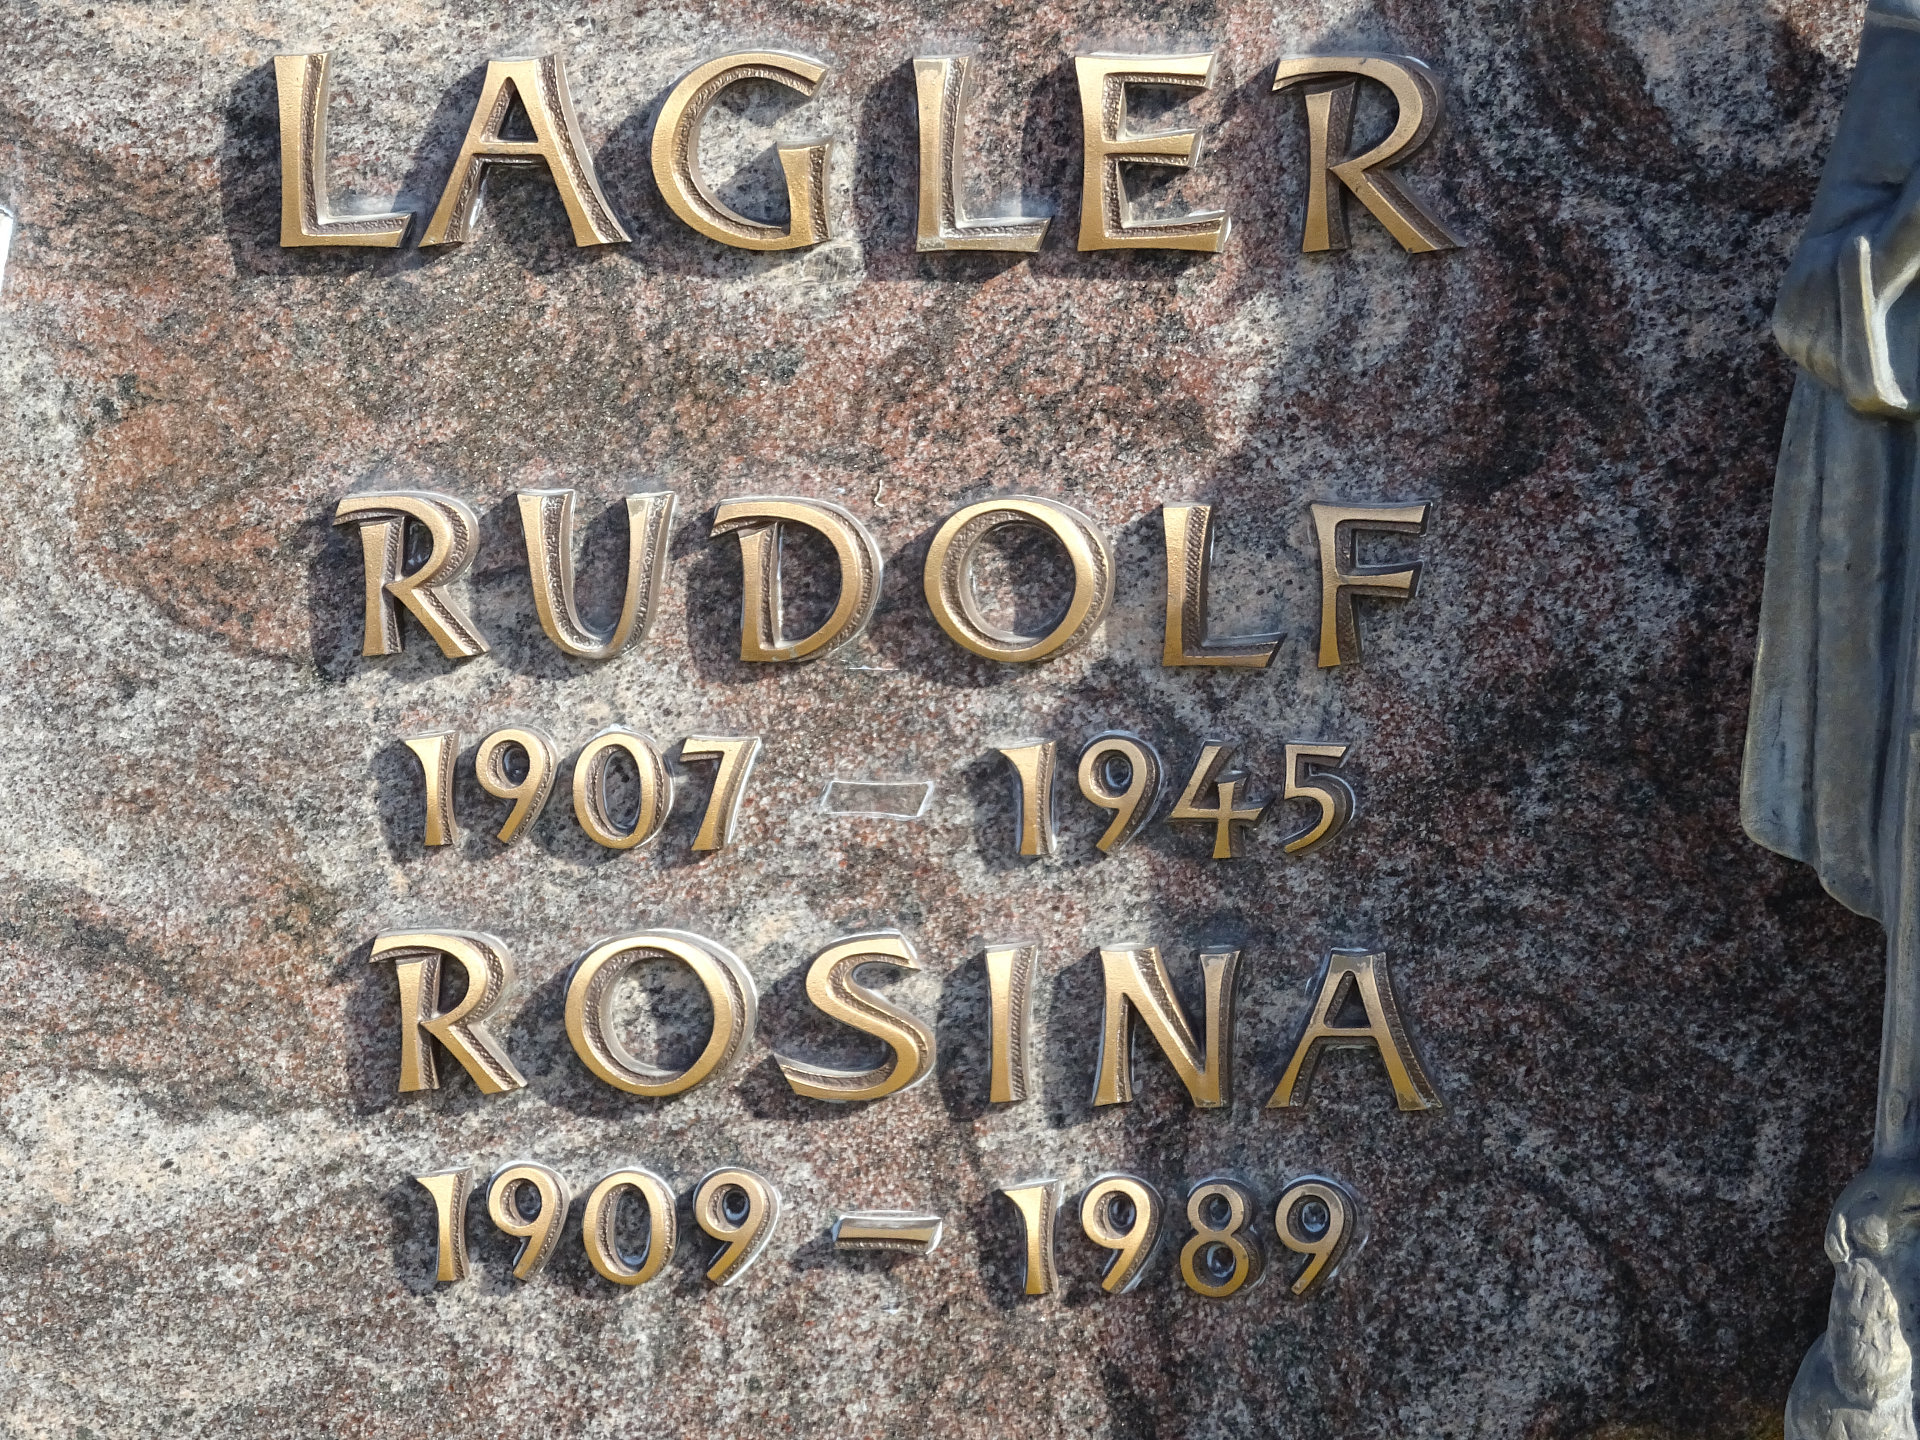 LAGLER
RUDOLF
1907 – 1945
ROSINA
1909 – 1989